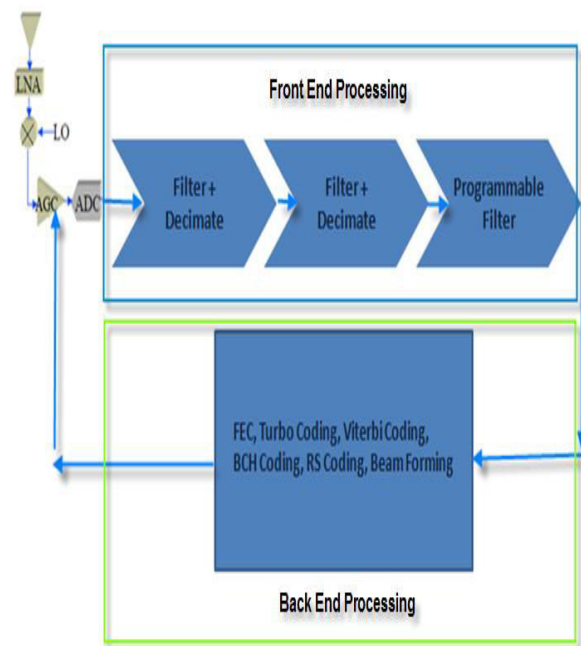 Front End Processing
LNA
LO
AGC
ADC
Filter +
Decimate
Filter +
Decimate
Programmable
Filter
FEC, Turbo Coding, Viterbi Coding,
BCH Coding, RS Coding, Beam Forming
Back End Processing